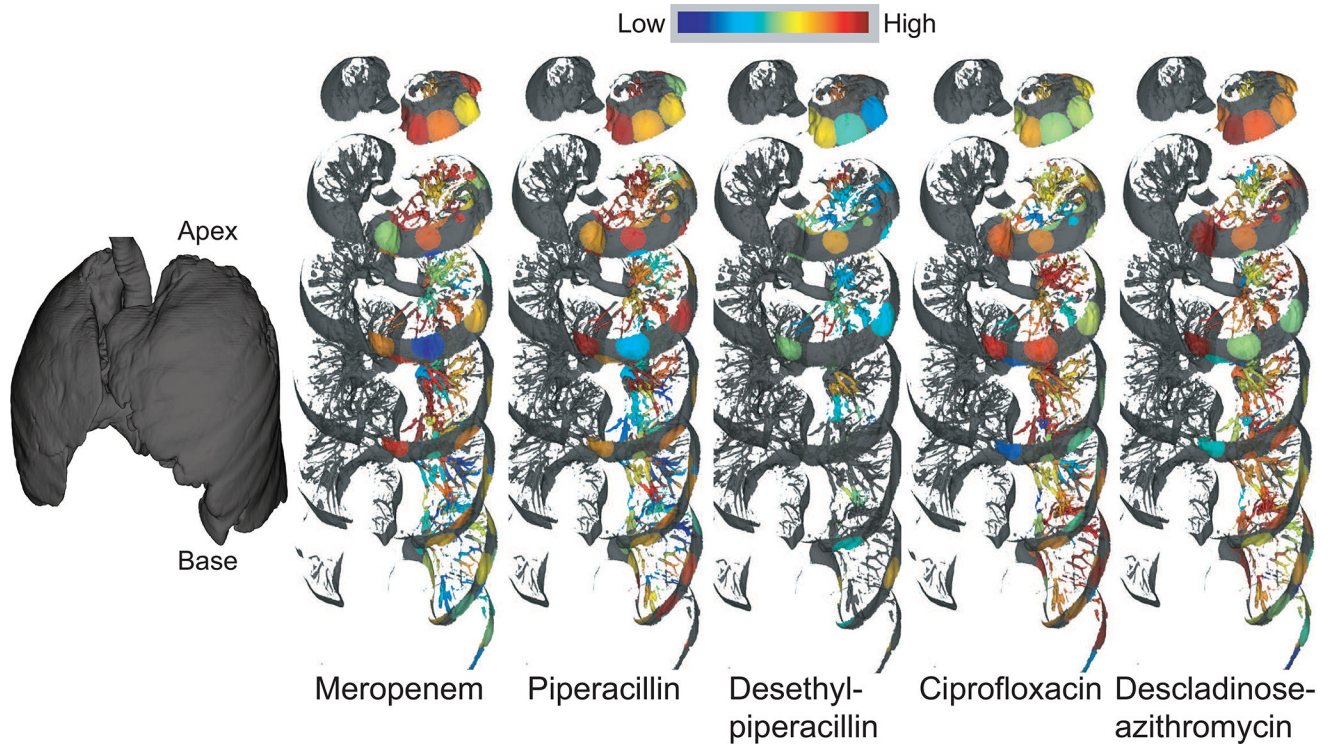 Low High
Apex
Base
Meropenem Piperacillin Desethyl- Ciprofloxacin Descladinose-
piperacillin azithromycin